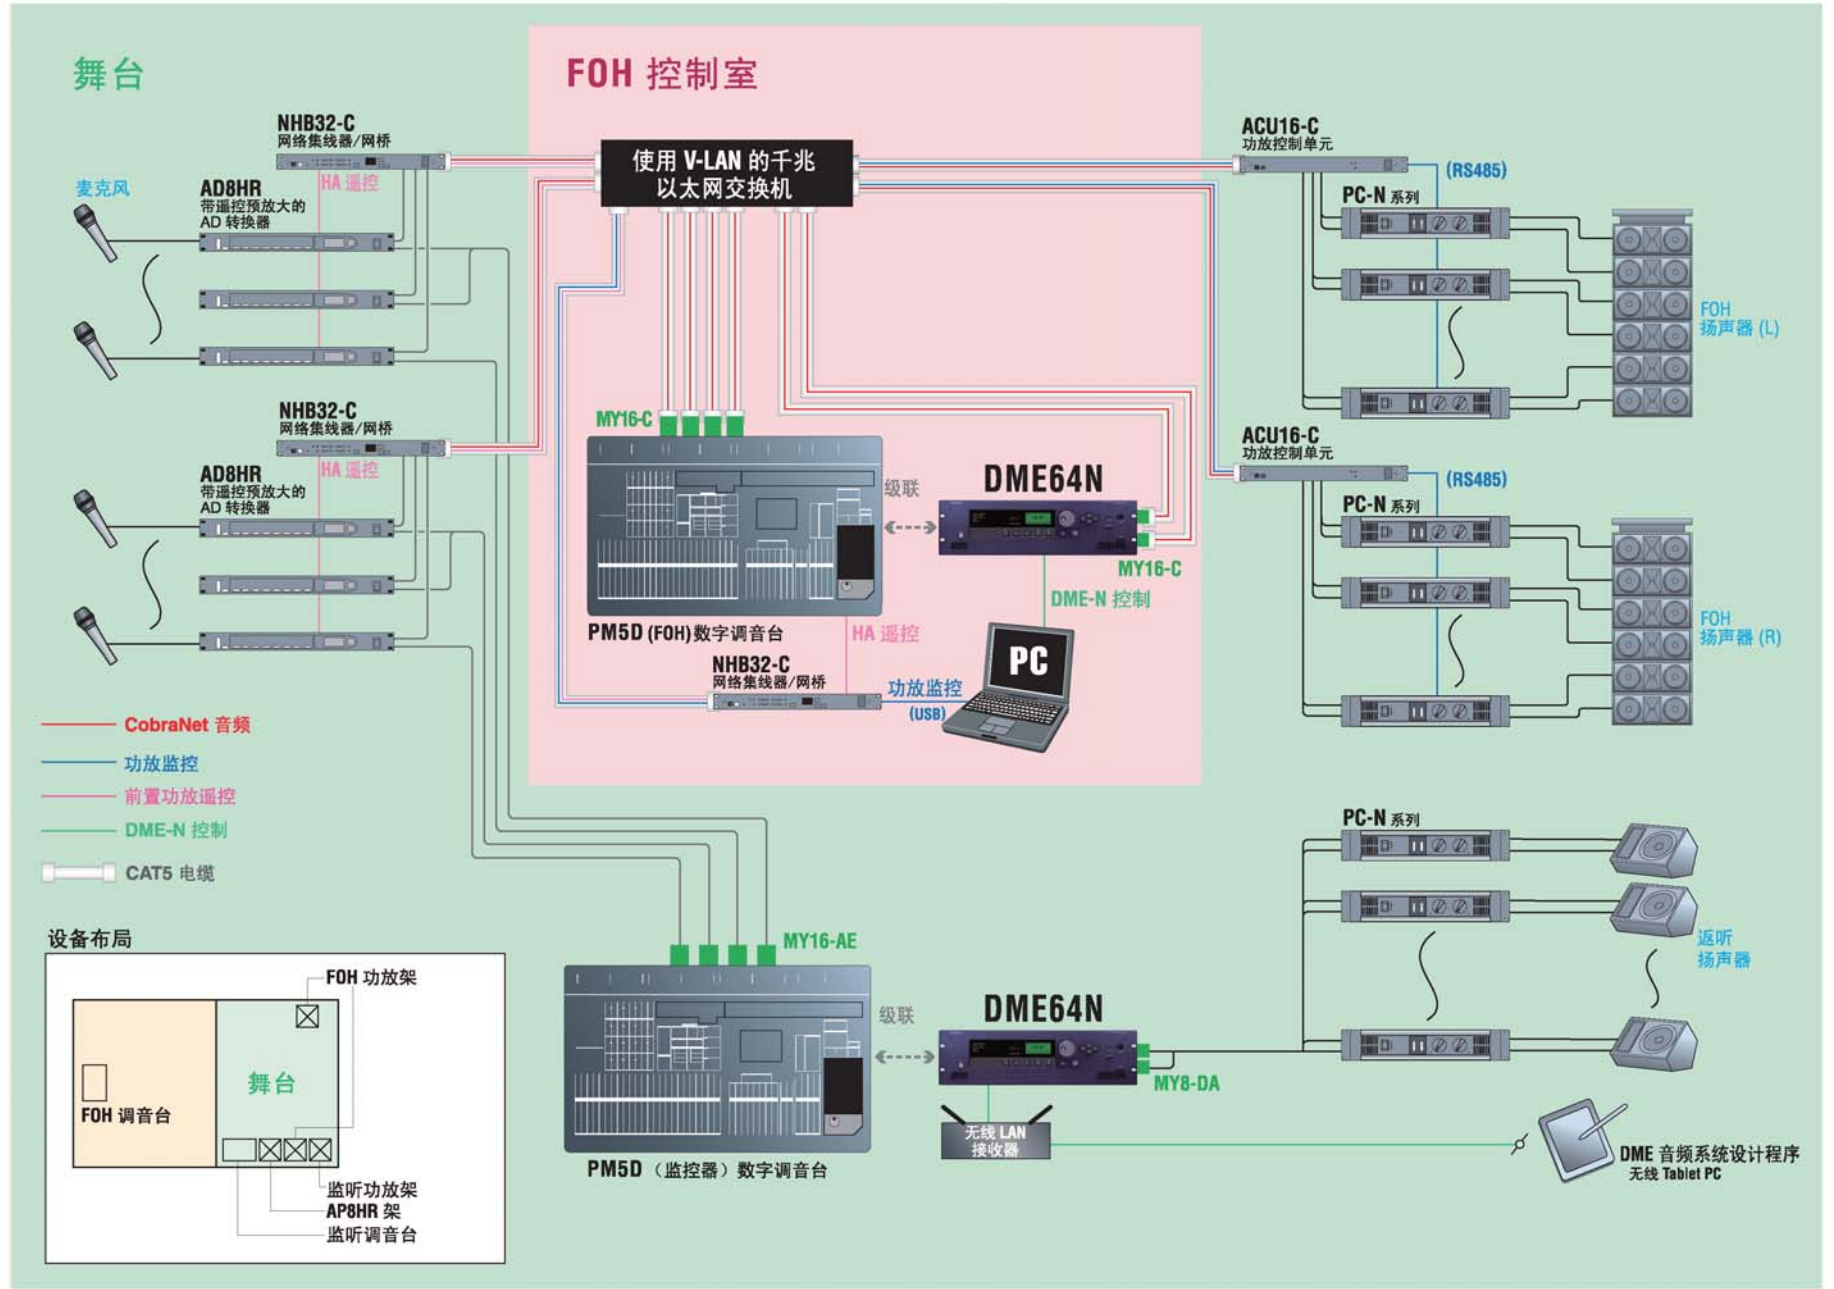 舞台
FOH 控制室
NHB32-C
网络集线器/网桥
HA 遥控
麦克风
AD8HR
带遥控预放大的
AD 转换器
使用 V-LAN 的千兆
以太网交换机
ACU16-C
功放控制单元
(RS485)
PC-N 系列
FOH
扬声器 (L)
NHB32-C
网络集线器/网桥
HA 遥控
AD8HR
带遥控预放大的
AD 转换器
MY16-C
级联
DME64N
MY16-C
DME-N 控制
PM5D (FOH)数字调音台
HA 遥控
NHB32-C
网络集线器/网桥
功放监控
(USB)
PC
ACU16-C
功放控制单元
(RS485)
PC-N 系列
FOH
扬声器 (R)
CobraNet 音频
功放监控
前置功放遥控
DME-N 控制
CAT5 电缆
MY16-AE
级联
DME64N
MY8-DA
PM5D（监控器）数字调音台
无线 LAN
接收器
PC-N 系列
返听
扬声器
DME 音频系统设计程序
无线 Tablet PC
设备布局
FOH 功放架
舞台
FOH 调音台
监听功放架
AP8HR 架
监听调音台